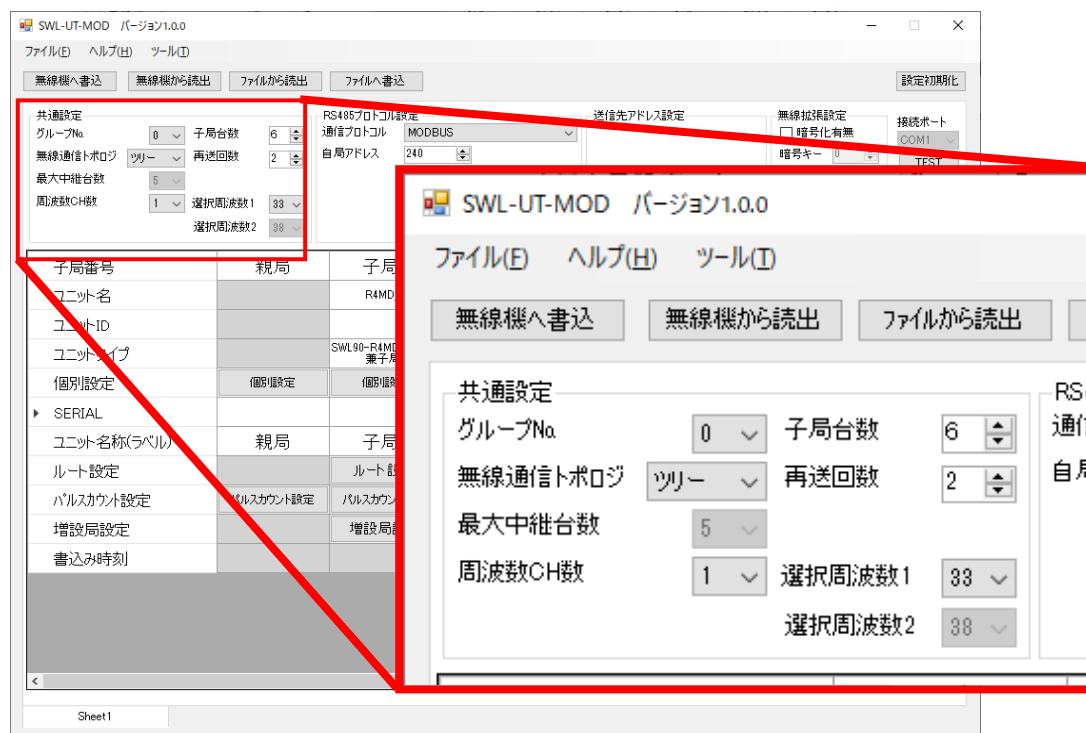 SWL-UT-MOD バージョン1.0.0
ファイル(F) ヘルプ(H) ツール(T)
無線機へ書込 無線機から読出 ファイルから読出 ファイルへ書込 設定初期化
共通設定 RS485プロトコル設定 送信先アドレス設定 無線拡張設定
グループNo. 0 子局台数 6 通信プロトコル MODBUS 暗号化有無 接続ポート
無線通信トポロジ ツリー 再送回数 2 自局アドレス 240 暗号キー 0 COM1
最大中継台数 5 TEST
周波数CH数 1 選択周波数1 33
選択周波数2 38
子局番号 親局 子局
ユニット名 R4MD
ユニットID
ユニットタイプ SWL90-R4MD
兼子局
個別設定 個別設定 個別設
SERIAL
ユニット名称(ラベル) 親局 子局
ルート設定 ルート設
パルスカウント設定 パルスカウント設定 パルスカウン
増設局設定 増設局
書込み時刻
Sheet1
SWL-UT-MOD バージョン1.0.0
ファイル(F) ヘルプ(H) ツール(T)
無線機へ書込 無線機から読出 ファイルから読出
共通設定 RS
グループNo. 0 子局台数 6 通信
無線通信トポロジ ツリー 再送回数 2 自局
最大中継台数 5
周波数CH数 1 選択周波数1 33
選択周波数2 38